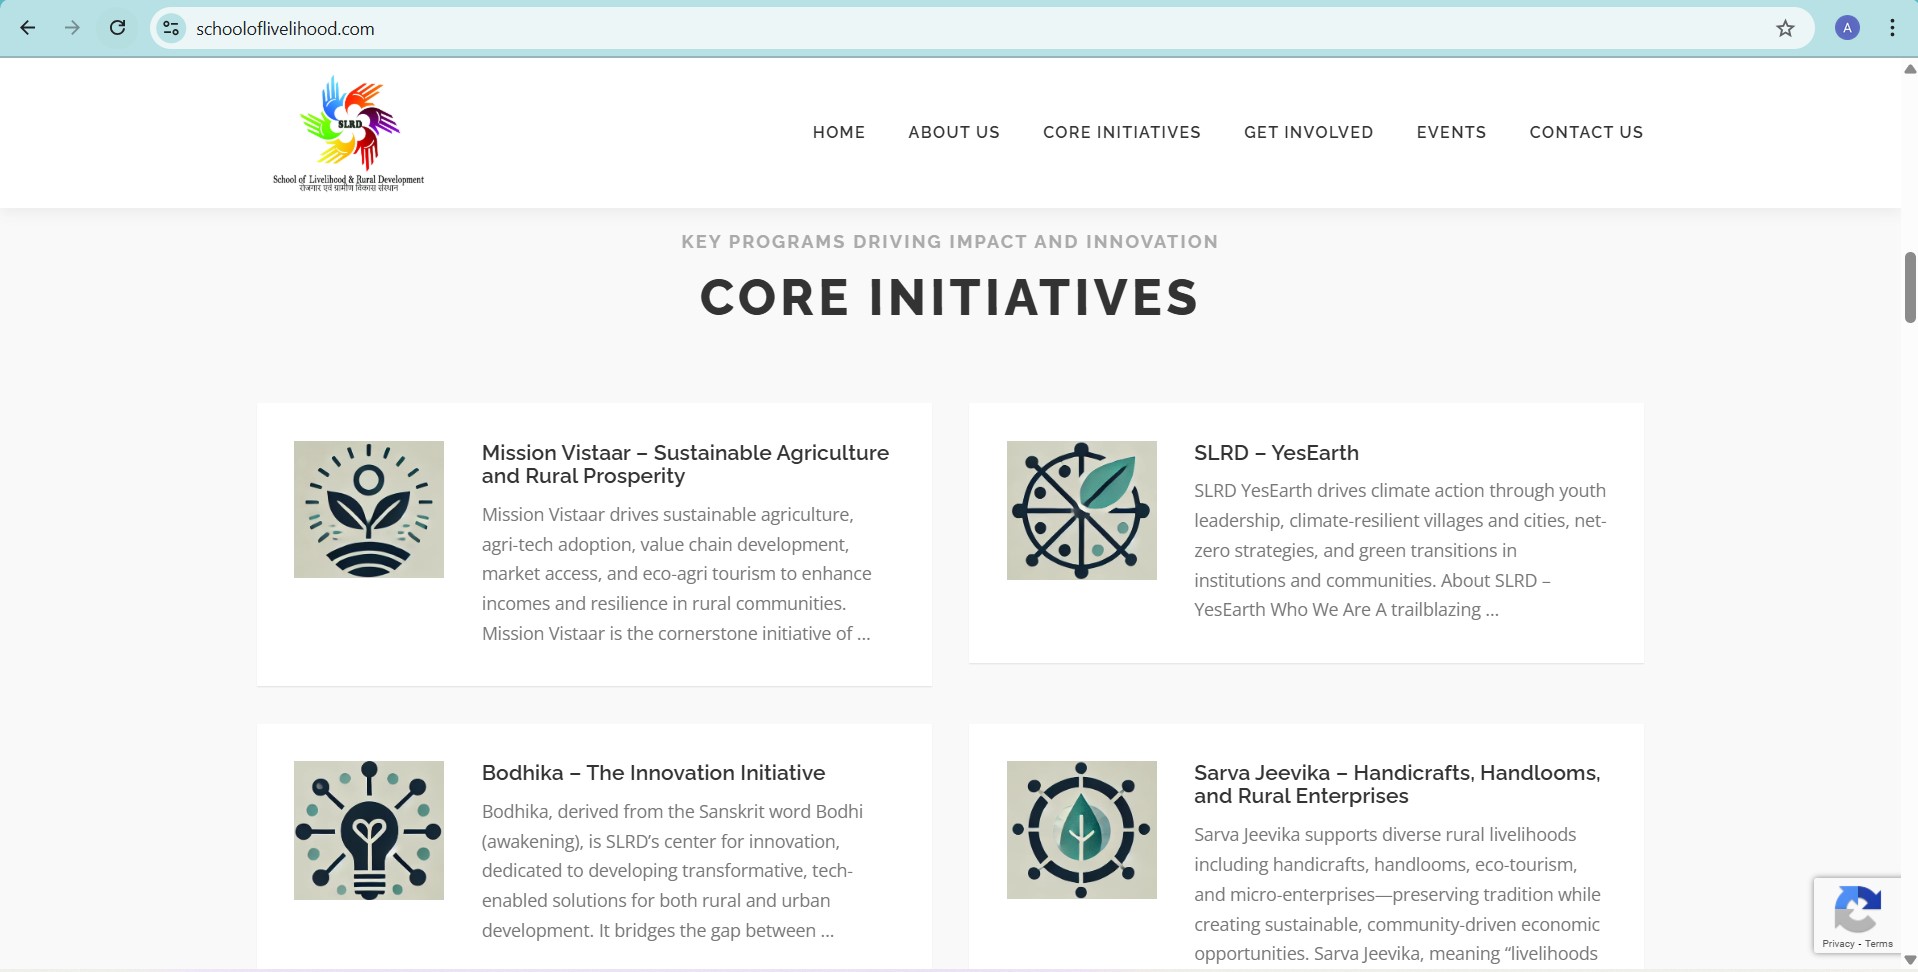 schooloflivelihood.com
A
SLRD
School of Livelihood & Rural Development
रोजगार एवं ग्रामीण विकास संस्थान
HOME
ABOUT US
CORE INITIATIVES
GET INVOLVED
EVENTS
CONTACT US
KEY PROGRAMS DRIVING IMPACT AND INNOVATION
CORE INITIATIVES
Mission Vistaar – Sustainable Agriculture
and Rural Prosperity
Mission Vistaar drives sustainable agriculture,
agri-tech adoption, value chain development,
market access, and eco-agri tourism to enhance
incomes and resilience in rural communities.
Mission Vistaar is the cornerstone initiative of ...
SLRD – YesEarth
SLRD YesEarth drives climate action through youth
leadership, climate-resilient villages and cities, net-
zero strategies, and green transitions in
institutions and communities. About SLRD –
YesEarth Who We Are A trailblazing ...
Bodhika – The Innovation Initiative
Bodhika, derived from the Sanskrit word Bodhi
(awakening), is SLRD’s center for innovation,
dedicated to developing transformative, tech-
enabled solutions for both rural and urban
development. It bridges the gap between ...
Sarva Jeevika – Handicrafts, Handlooms,
and Rural Enterprises
Sarva Jeevika supports diverse rural livelihoods
including handicrafts, handlooms, eco-tourism,
and micro-enterprises—preserving tradition while
creating sustainable, community-driven economic
opportunities. Sarva Jeevika, meaning “livelihoods
Privacy - Terms